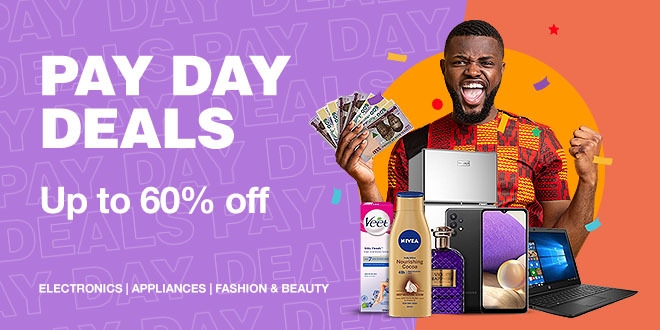 PAY DAY
DEALS
Up to 60% off
ELECTRONICS | APPLIANCES | FASHION & BEAUTY
Veet
NIVEA
Nourishing
Cocoa